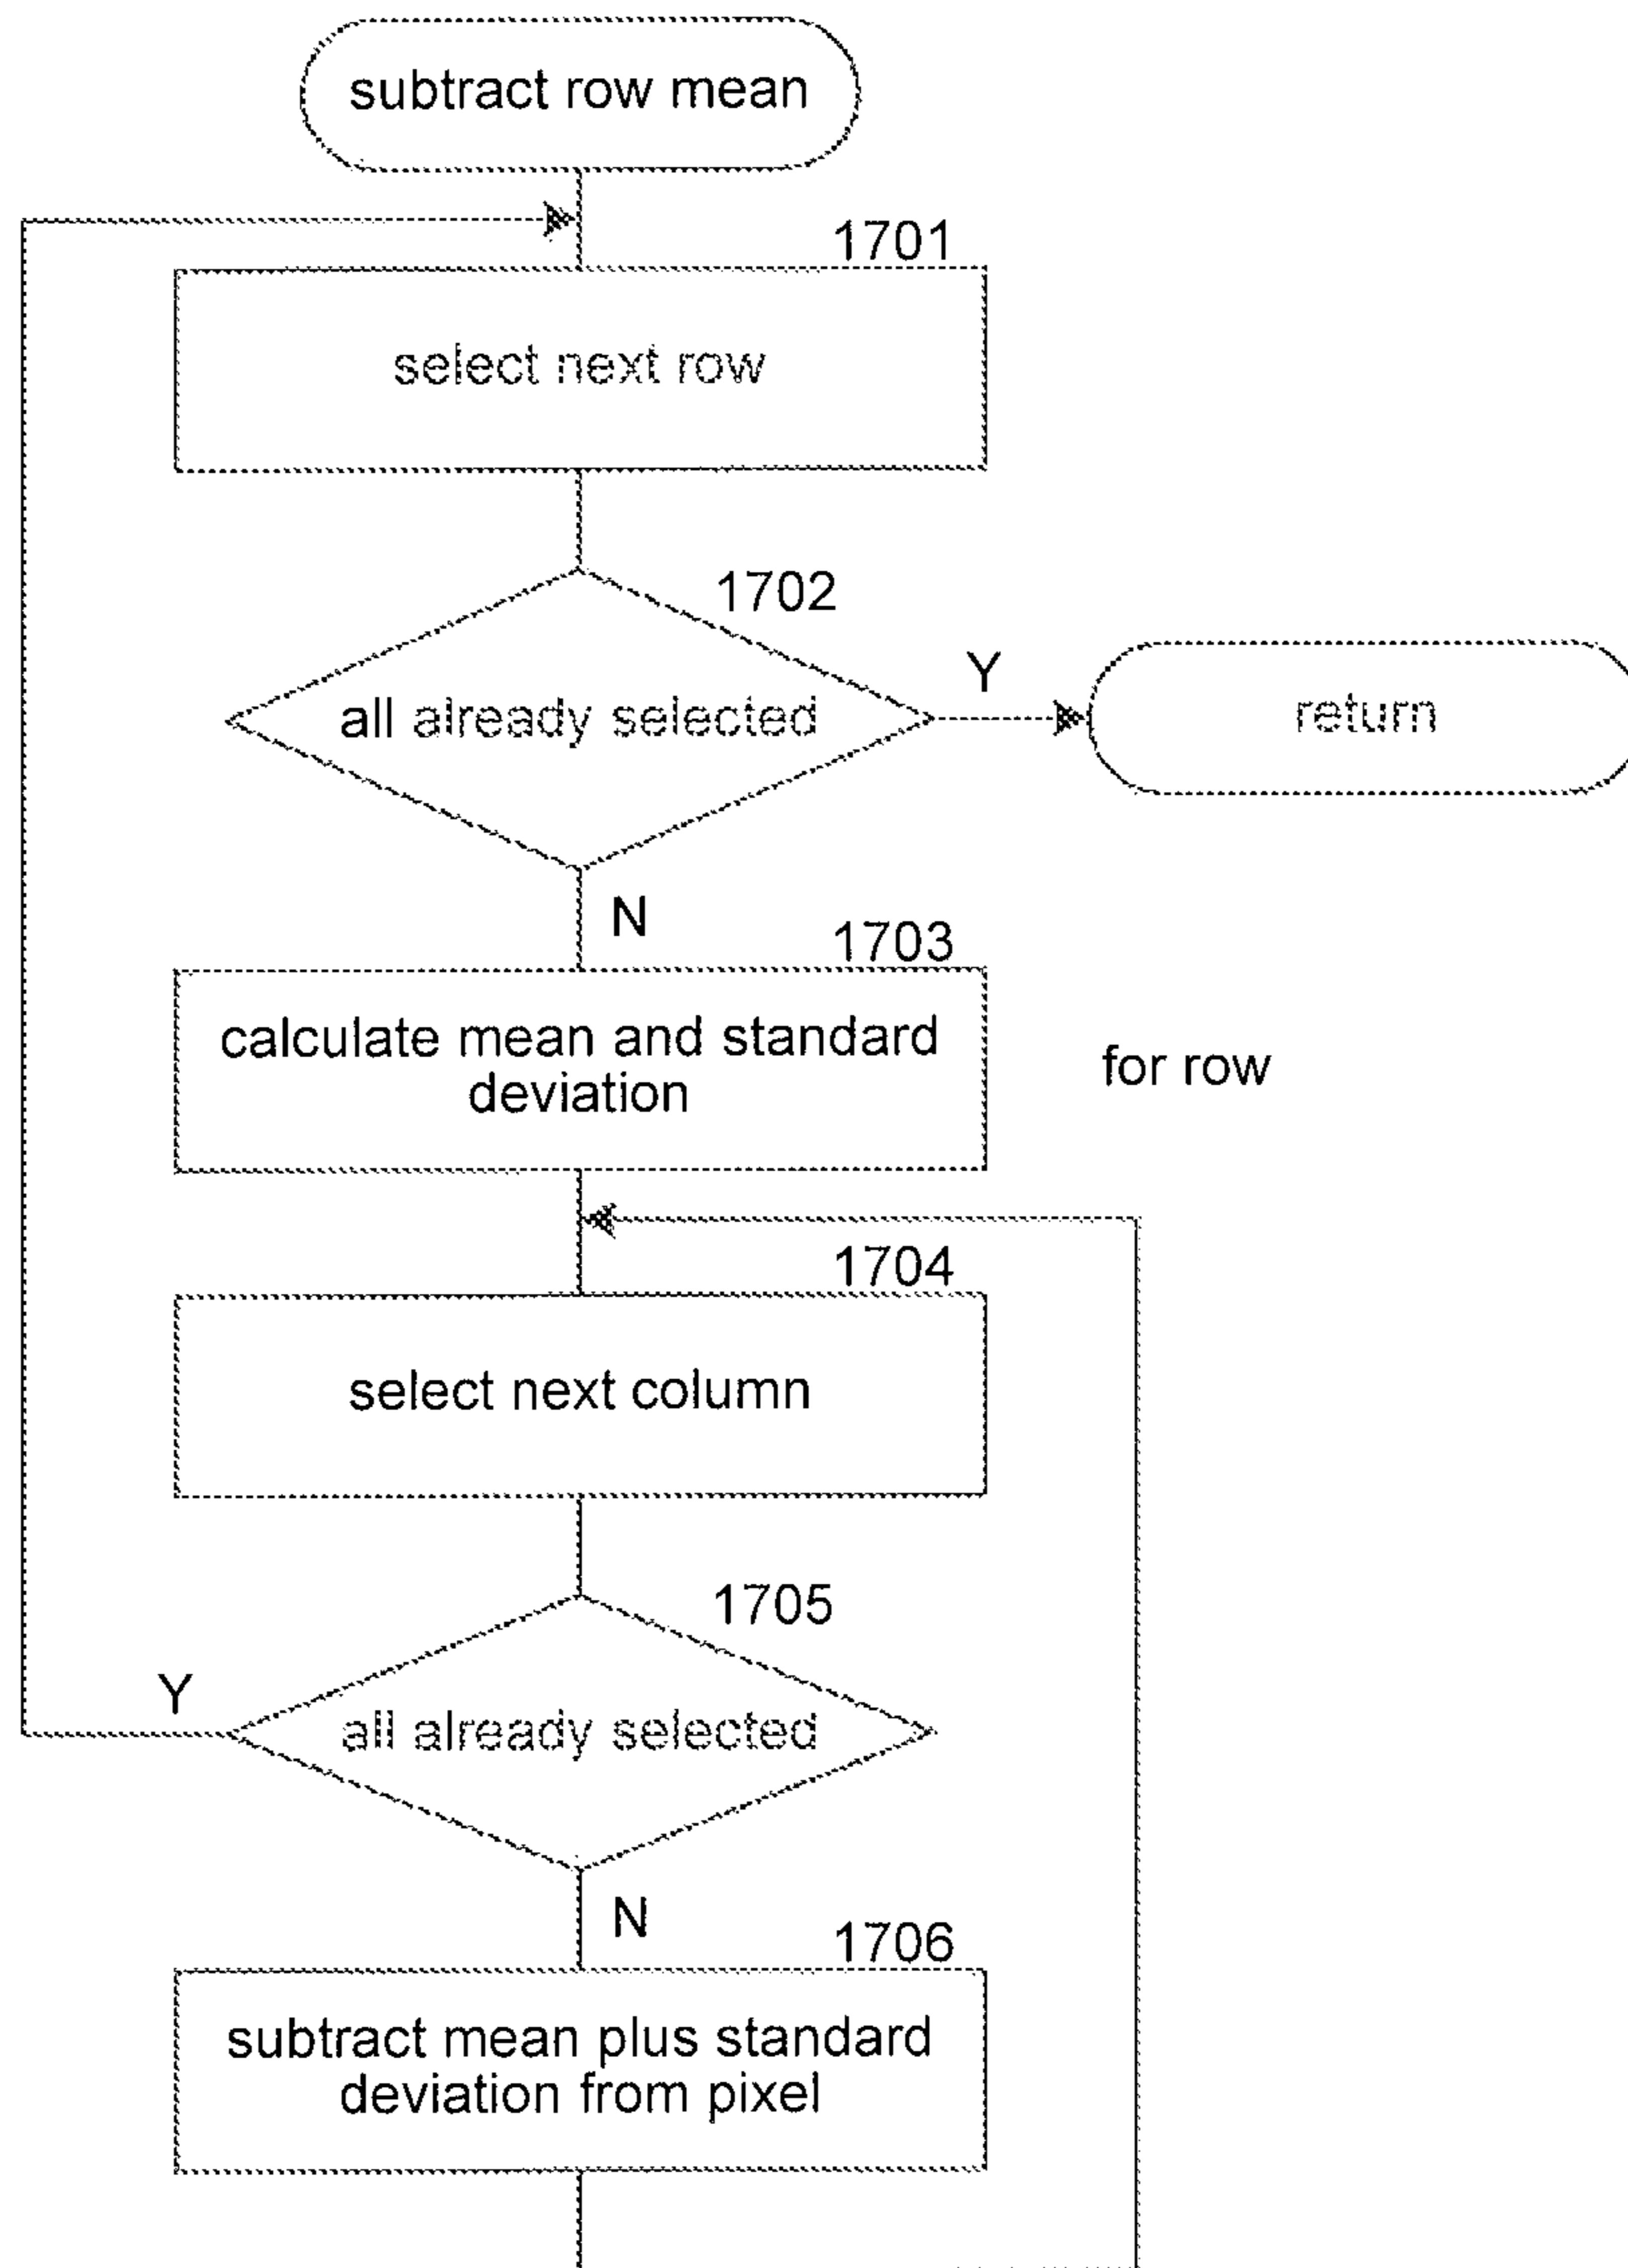 subtract row mean
1701
select next row
1702
all already selected
Y
return
N
1703
calculate mean and standard
deviation
for row
1704
select next column
1705
Y
all already selected
N
1706
subtract mean plus standard
deviation from pixel